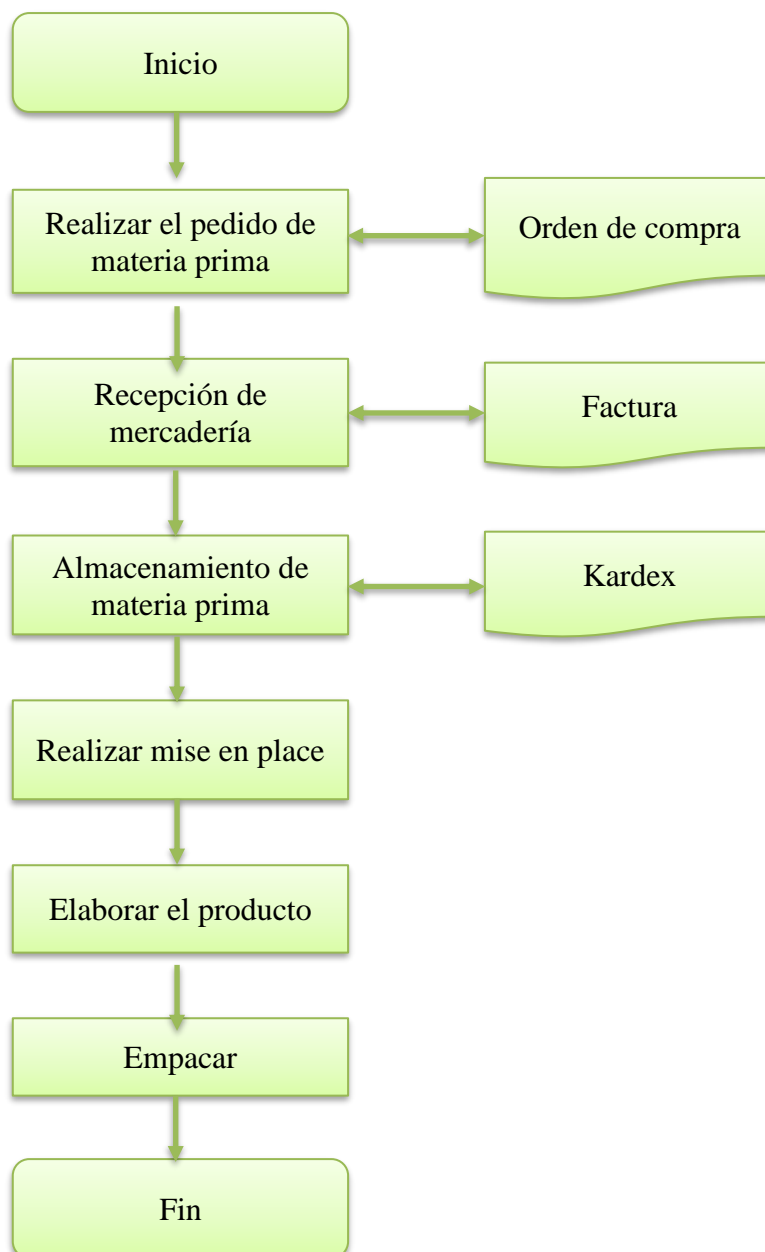 Inicio
Realizar el pedido de
materia prima
Orden de compra
Recepción de
mercadería
Factura
Almacenamiento de
materia prima
Kardex
Realizar mise en place
Elaborar el producto
Empacar
Fin